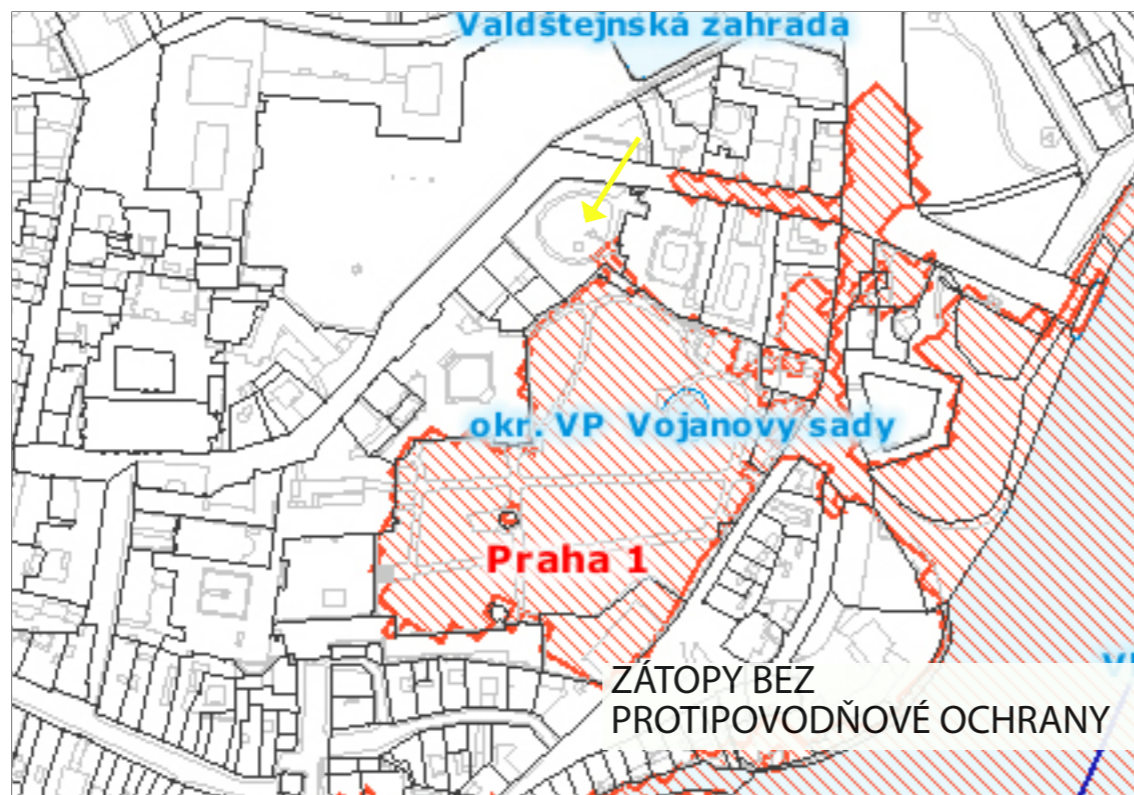 Valdštejnská zahrada
okr. VP Vojanovy sady
Praha 1
ZÁTOPY BEZ
PROTIPOVODŇOVÉ OCHRANY